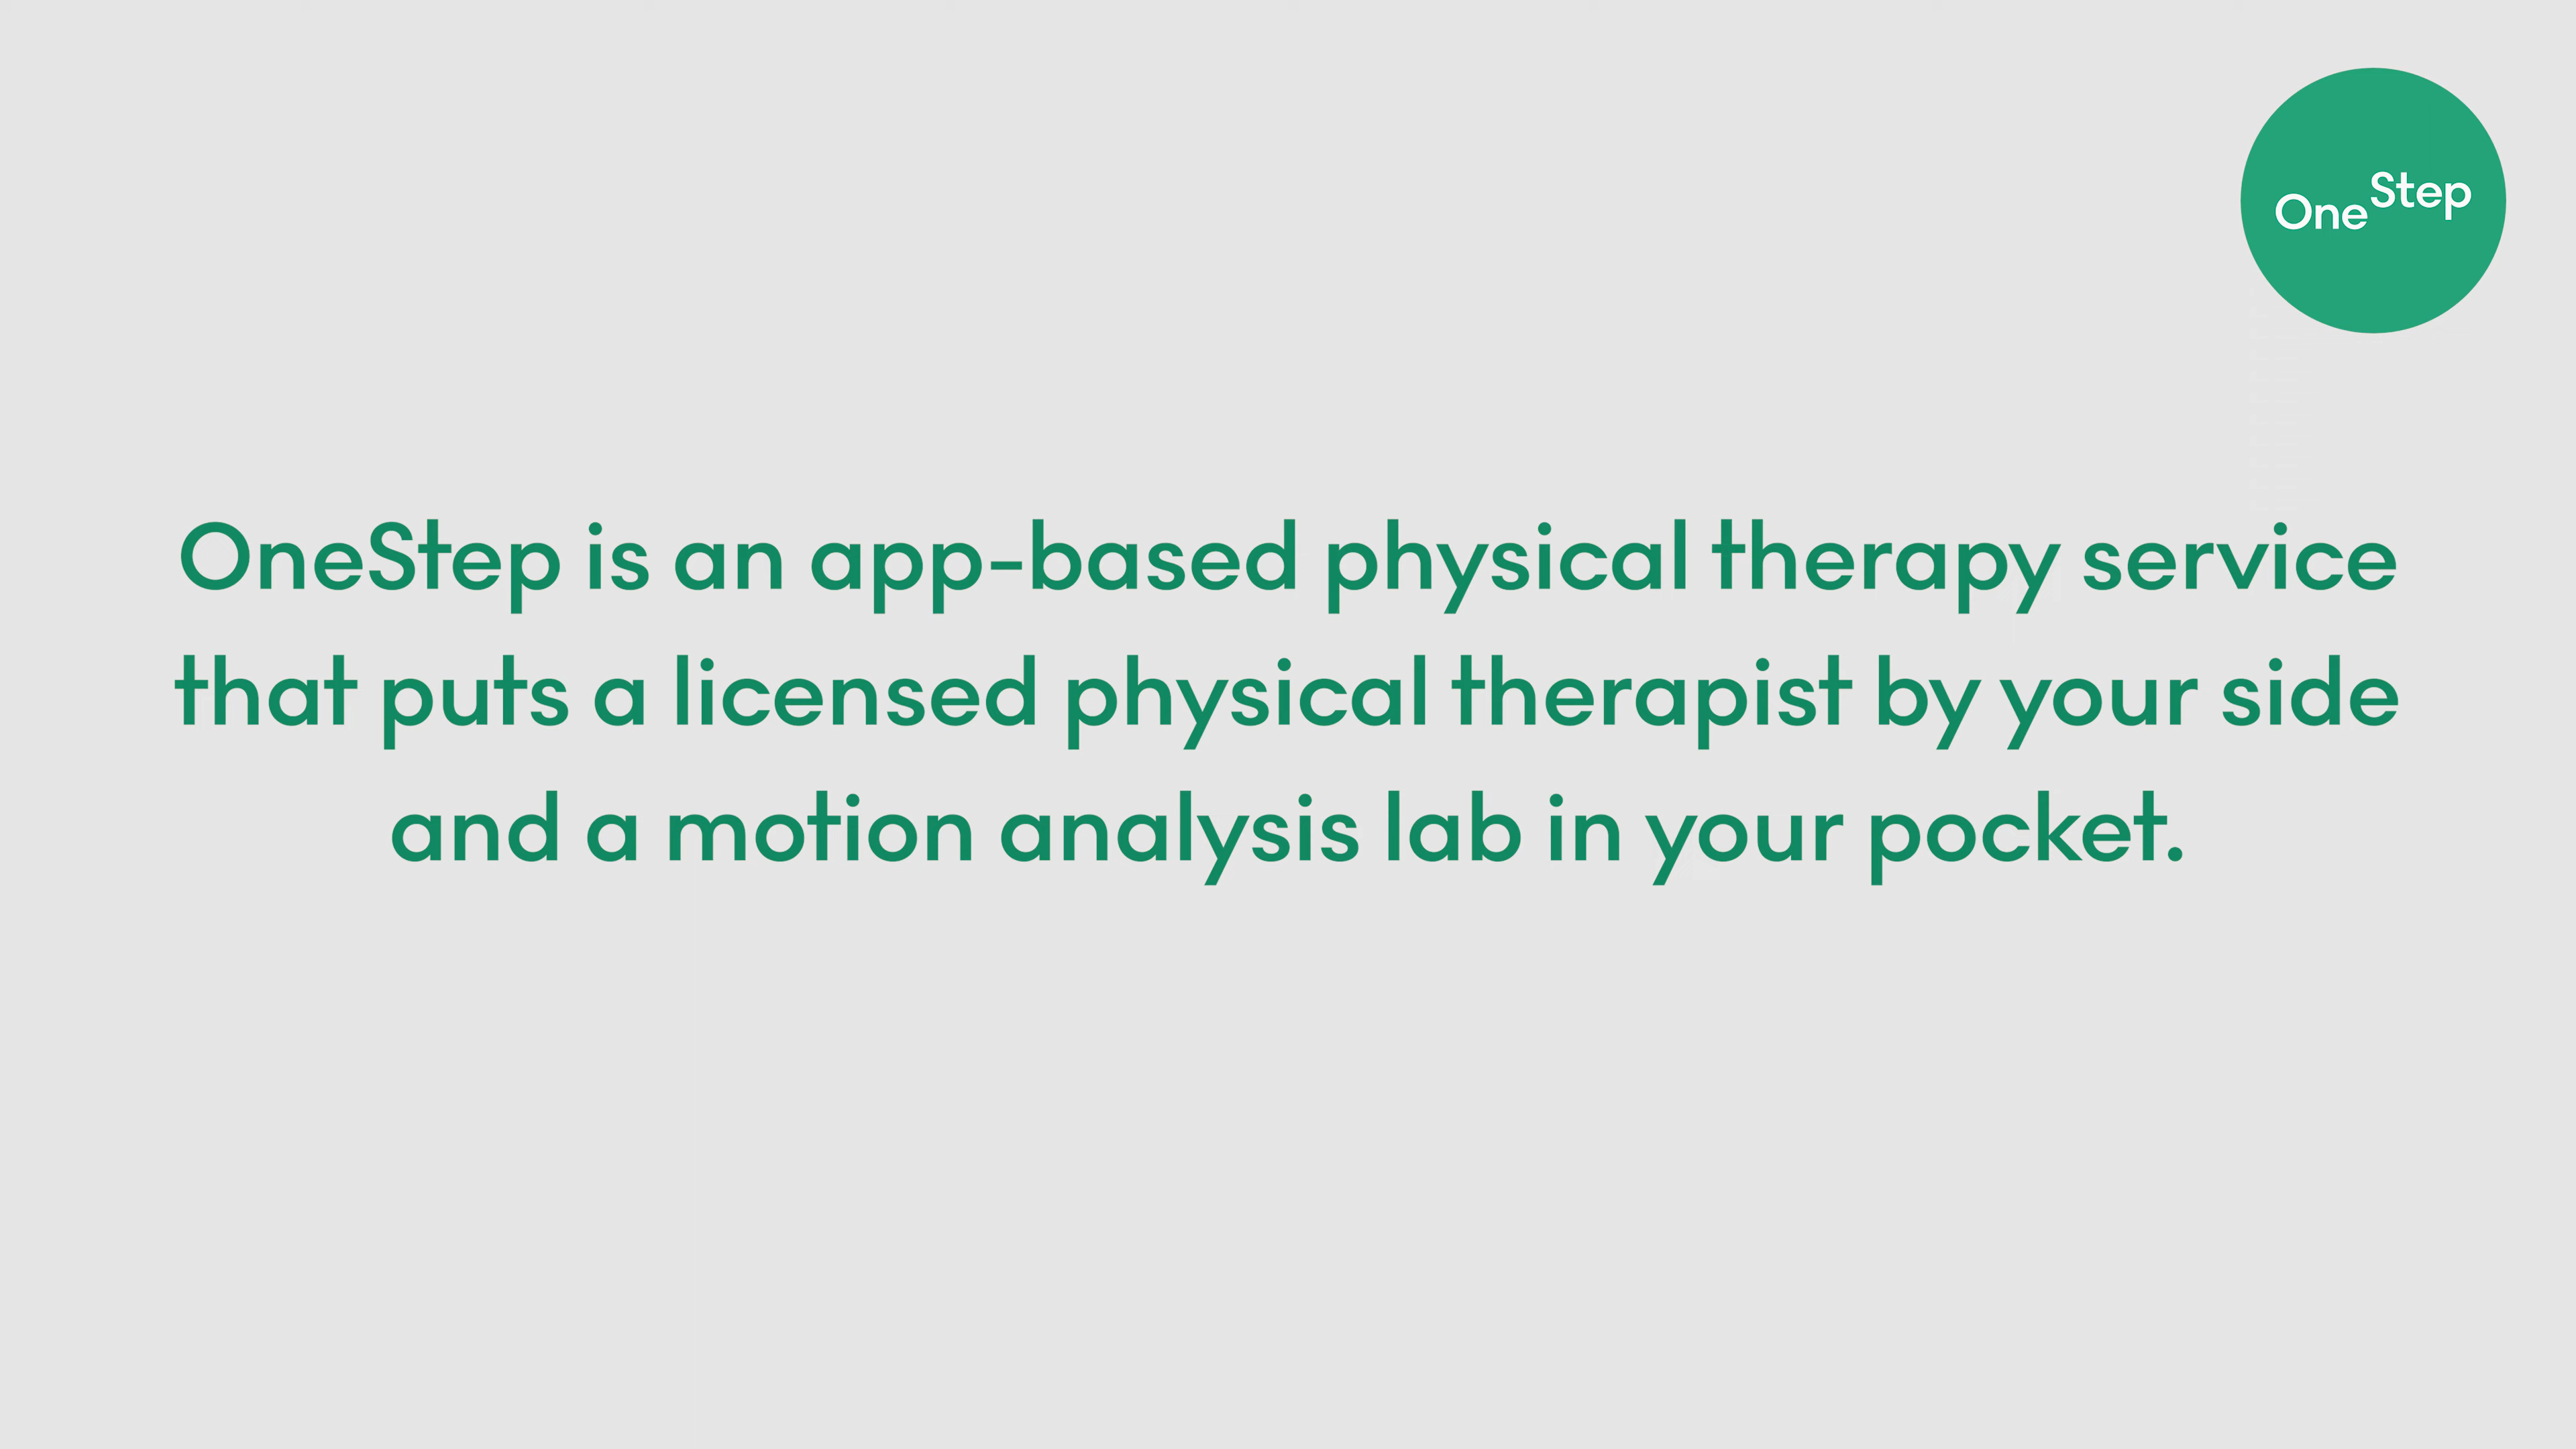 OneStep
OneStep is an app-based physical therapy service
that puts a licensed physical therapist by your side
and a motion analysis lab in your pocket.